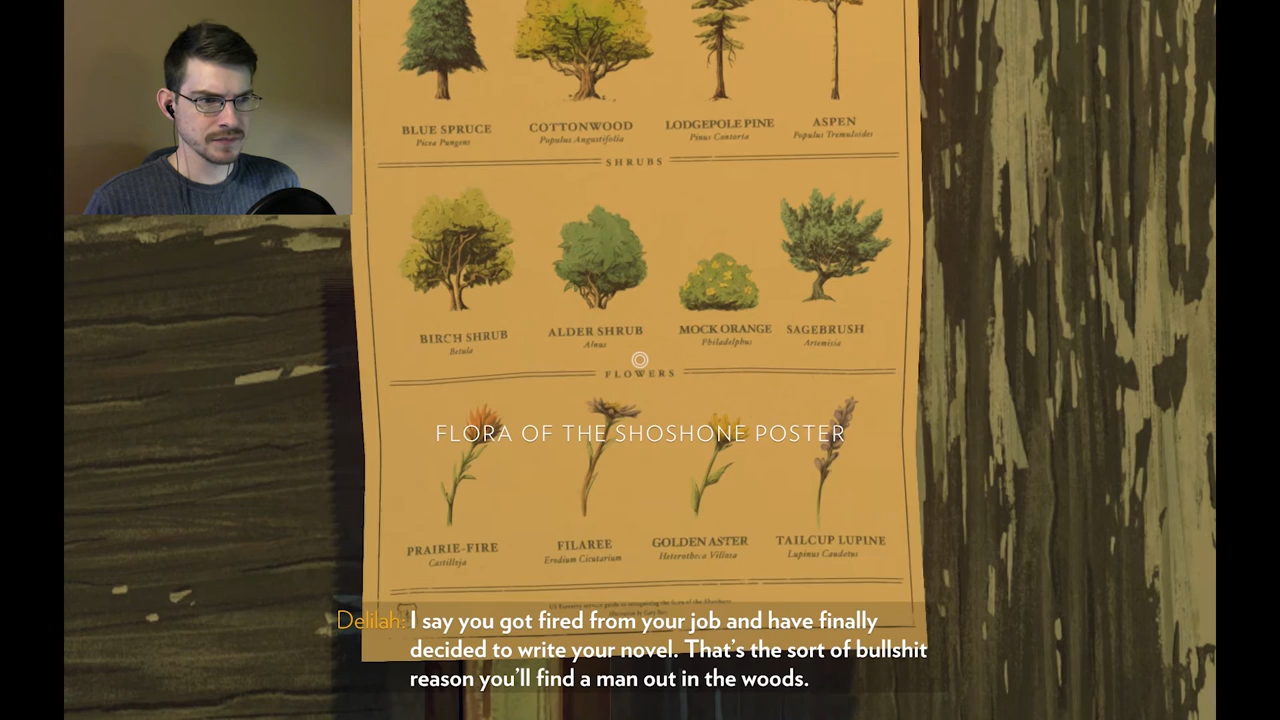 BLUE SPRUCE COTTONWOOD LODGEPOLE PINE ASPEN
Picea Pungens Populus Angustifolia Pinus Contorta Populus Tremuloides
SHRUBS
BIRCH SHRUB ALDER SHRUB MOCK ORANGE SAGEBRUSH
Betula Alnus Philadelphus Artemisia
FLOWERS
FLORA OF THE SHOSHONE POSTER
PRAIRIE-FIRE FILAREE GOLDEN ASTER TAILCUP LUPINE
Castilleja Erodium Cicutarium Heterotheca Villosa Lupinus Caudatus
Delilah: I say you got fired from your job and have finally
decided to write your novel. That's the sort of bullshit
reason you'll find a man out in the woods.